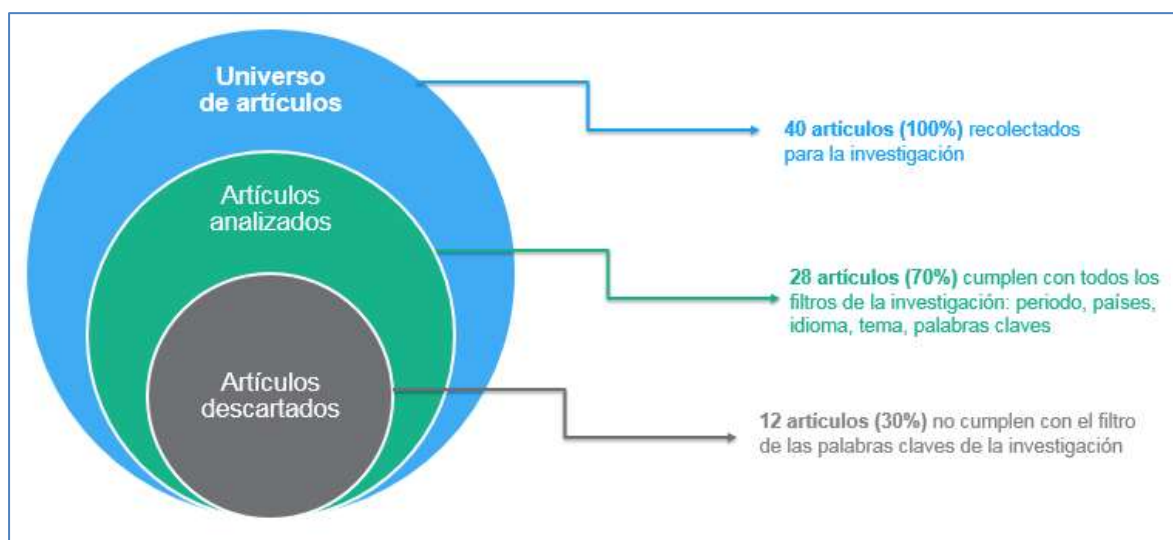 Universo
de artículos
40 artículos (100%) recolectados
para la investigación
Artículos
analizados
28 artículos (70%) cumplen con todos los
filtros de la investigación: periodo, países,
idioma, tema, palabras claves
Artículos
descartados
12 artículos (30%) no cumplen con el filtro
de las palabras claves de la investigación